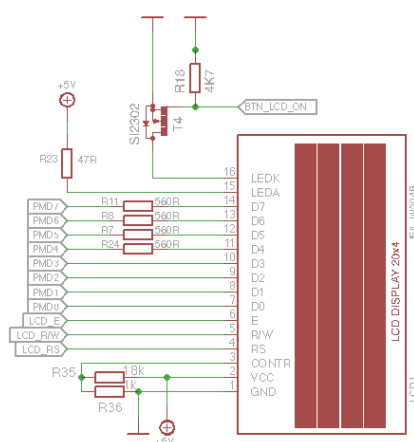 R18
4K7
BTN_LCD_ON
SI2302
T4
+5V
R23
47R
16
LEDK
15
LEDA
PMD7
R11
560R
14
D7
PMD6
R8
560R
13
D6
PMD5
R7
560R
12
D5
PMD4
R24
560R
11
D4
PMD3
10
D3
PMD2
9
D2
PMD1
8
D1
PMD0
7
D0
LCD_E
6
E
LCD_R/W
5
R/W
LCD_RS
4
RS
3
CONTR
R35
18k
2
VCC
R36
1k
1
GND
+5V
LCD DISPLAY 20x4
LCD1